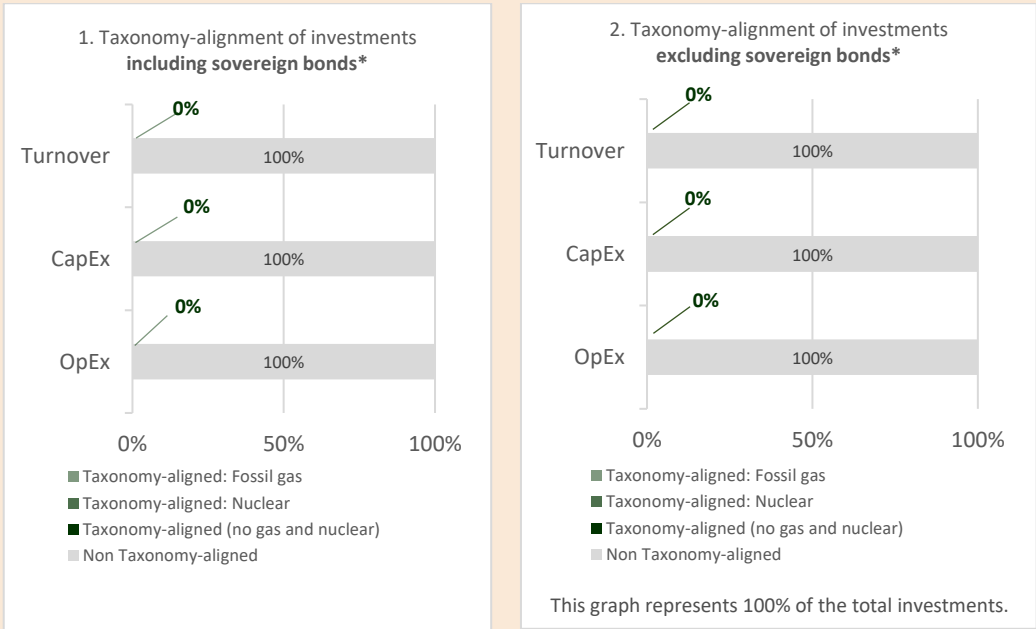 1. Taxonomy-alignment of investments
including sovereign bonds*
0%
Turnover
100%
0%
CapEx
100%
0%
OpEx
100%
0%
50%
100%
Taxonomy-aligned: Fossil gas
Taxonomy-aligned: Nuclear
Taxonomy-aligned (no gas and nuclear)
Non Taxonomy-aligned
2. Taxonomy-alignment of investments
excluding sovereign bonds*
0%
Turnover
100%
0%
CapEx
100%
0%
OpEx
100%
0%
50%
100%
Taxonomy-aligned: Fossil gas
Taxonomy-aligned: Nuclear
Taxonomy-aligned (no gas and nuclear)
Non Taxonomy-aligned
This graph represents 100% of the total investments.